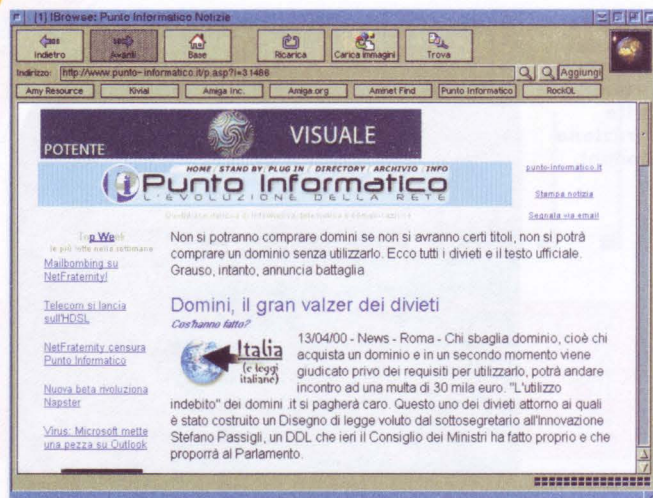 [1] IBrowse: Punto Informatico Notizie
Indietro
Avanti
Base
Ricarica
Carica immagini
Trova
Indirizzo: http://www.punto-informatico.it/p.asp?i=31486
Aggiungi
Amy Resource
Kivial
Amiga Inc.
Amiga.org
Aminet Find
Punto Informatico
RockOL
POTENTE
VISUALE
HOME / STAND BY / PLUG IN / DIRECTORY / ARCHIVIO / INFO
Punto Informatico
L'EVOLUZIONE DELLA RETE
punto-informatico.it
Stampa notizia
Segnala via email
Top Week
le più lette nella settimana
Mailbombing su
NetFraternity!
Telecom si lancia
sull'HDSL
NetFraternity censura
Punto Informatico
Nuova beta rivoluziona
Napster
Virus: Microsoft mette
una pezza su Outlook
Non si potranno comprare domini se non si avranno certi titoli, non si potrà
comprare un dominio senza utilizzarlo. Ecco tutti i divieti e il testo ufficiale.
Grauso, intanto, annuncia battaglia
Domini, il gran valzer dei divieti
Cos'hanno fatto?
Italia
(e leggi
italiane)
13/04/00 - News - Roma - Chi sbaglia dominio, cioè chi
acquista un dominio e in un secondo momento viene
giudicato privo dei requisiti per utilizzarlo, potrà andare
incontro ad una multa di 30 mila euro. "L'utilizzo
indebito" dei domini .it si pagherà caro. Questo uno dei divieti attorno ai quali
è stato costruito un Disegno di legge voluto dal sottosegretario all'Innovazione
Stefano Passigli, un DDL che ieri il Consiglio dei Ministri ha fatto proprio e che
proporrà al Parlamento.